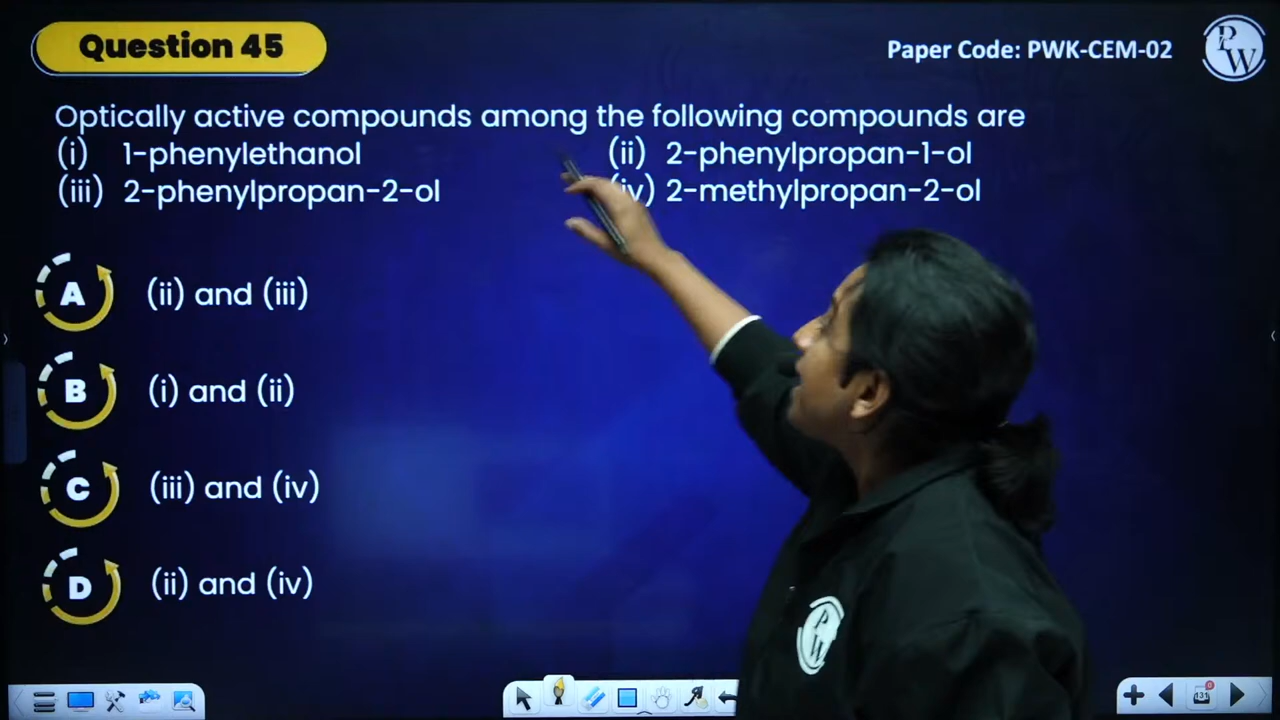 Question 45
Paper Code: PWK-CEM-02
P
W
Optically active compounds among the following compounds are
(i) 1-phenylethanol (ii) 2-phenylpropan-1-ol
(iii) 2-phenylpropan-2-ol (iv) 2-methylpropan-2-ol
A (ii) and (iii)
B (i) and (ii)
C (iii) and (iv)
D (ii) and (iv)
P
W